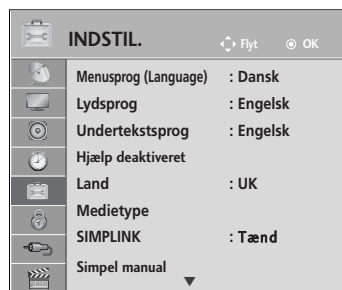 INDSTIL.
Flyt OK
Menusprog (Language) : Dansk
Lydsprog : Engelsk
Undertekstsprog : Engelsk
Hjælp deaktiveret
Land : UK
Medietype
SIMPLINK : Tænd
Simpel manual